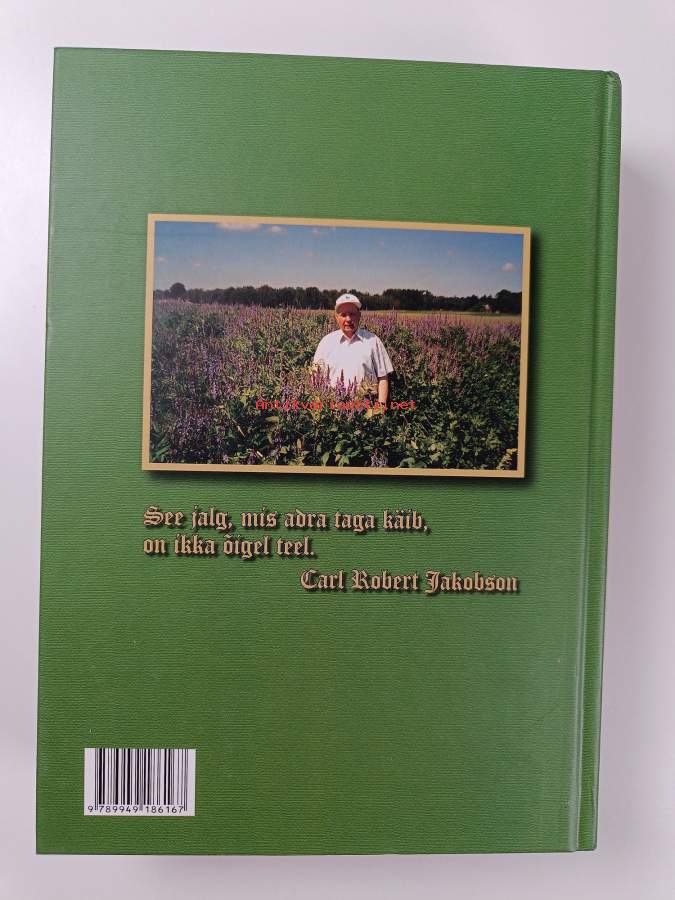 Antikvariaatti.net
See jalg, mis adra taga käib,
on ikka õigel teel.
Carl Robert Jakobson
9 789949 186167